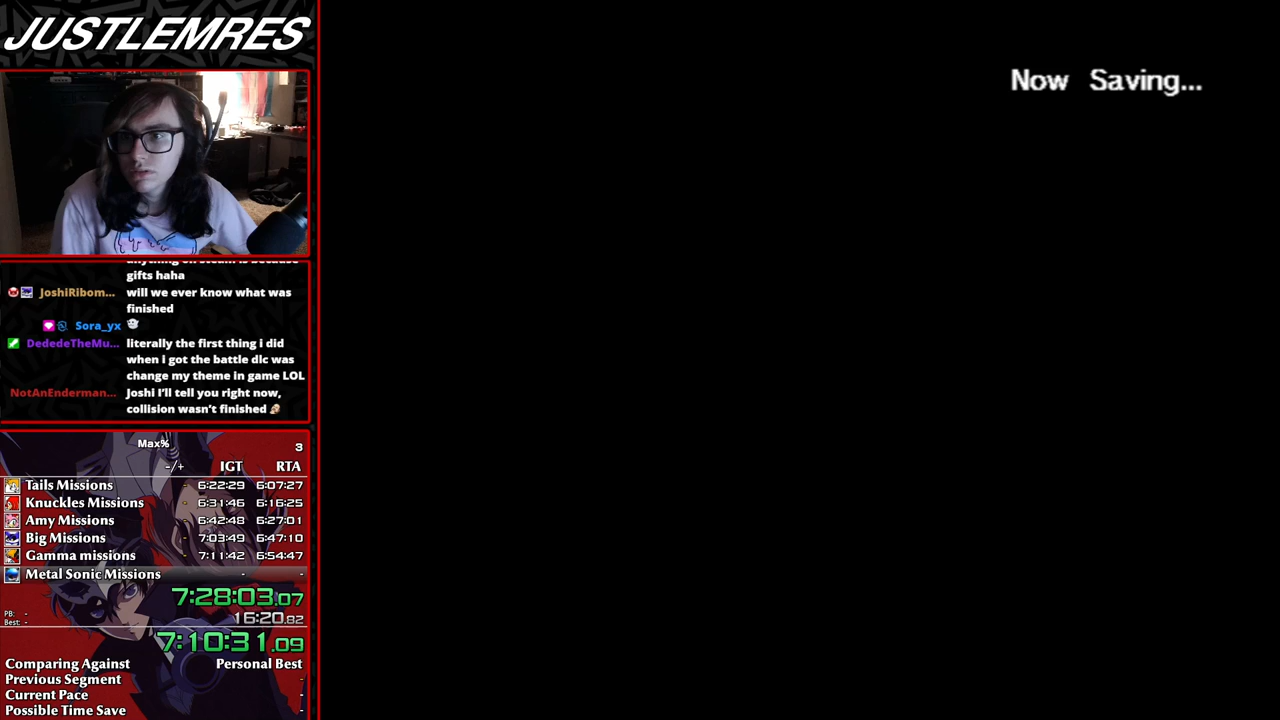 JUSTLEMRES
Now Saving...
anything on steam is because
gifts haha
JoshiRibom... will we ever know what was
finished
Sora_yx
DededeTheMu... literally the first thing i did
when i got the battle dlc was
change my theme in game LOL
NotAnEnderman... Joshi I'll tell you right now,
collision wasn't finished
Max% 3
-/+ IGT RTA
Tails Missions - 6:22:29 6:07:27
Knuckles Missions - 6:31:46 6:16:25
Amy Missions - 6:42:48 6:27:01
Big Missions - 7:03:49 6:47:10
Gamma missions - 7:11:42 6:54:47
Metal Sonic Missions - -
7:28:03.07
PB: -
Best: -
16:20.82
7:10:31.09
Comparing Against Personal Best
Previous Segment -
Current Pace -
Possible Time Save -